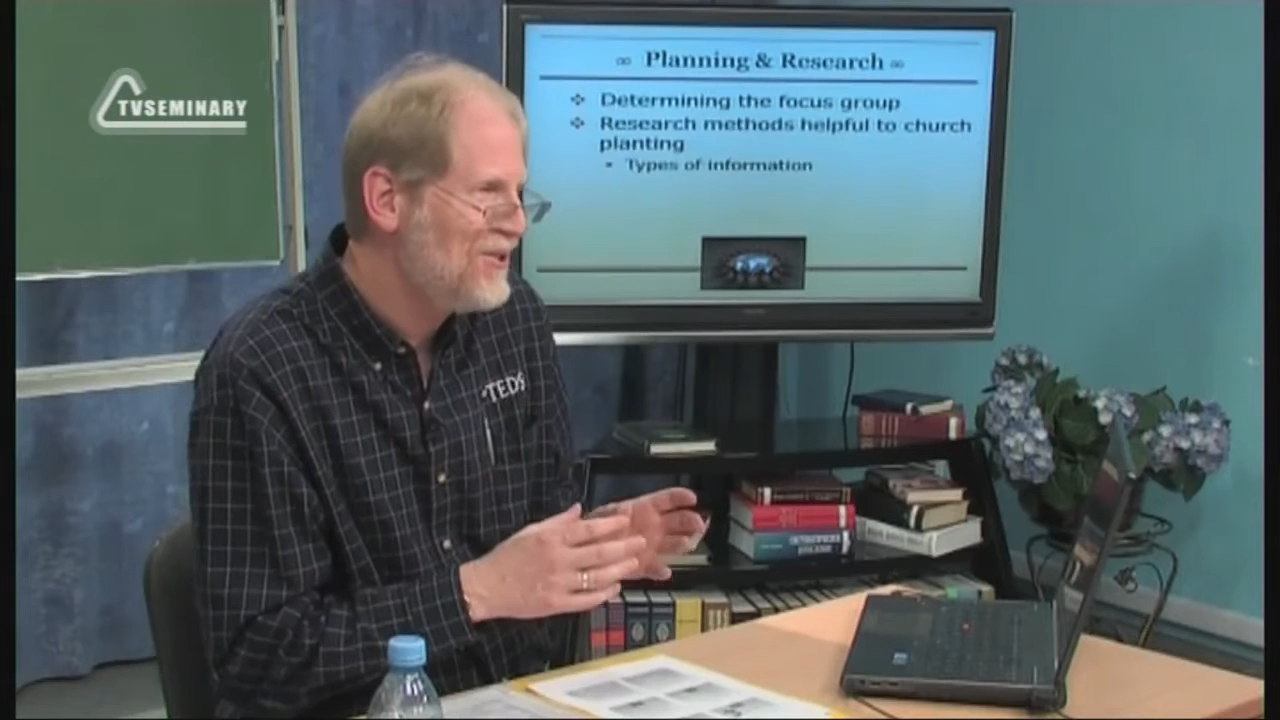 TVSEMINARY
Planning & Research
Determining the focus group
Research methods helpful to church
planting
Types of information
TEDS